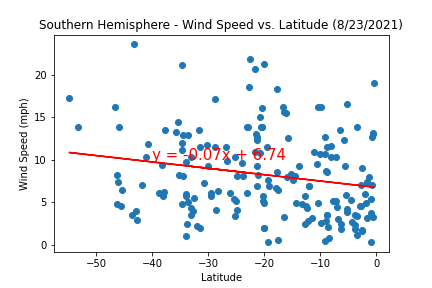 Southern Hemisphere - Wind Speed vs. Latitude (8/23/2021)
20
15
10
5
0
Wind Speed (mph)
y = -0.07x + 6.74
−50
−40
−30
−20
−10
0
Latitude